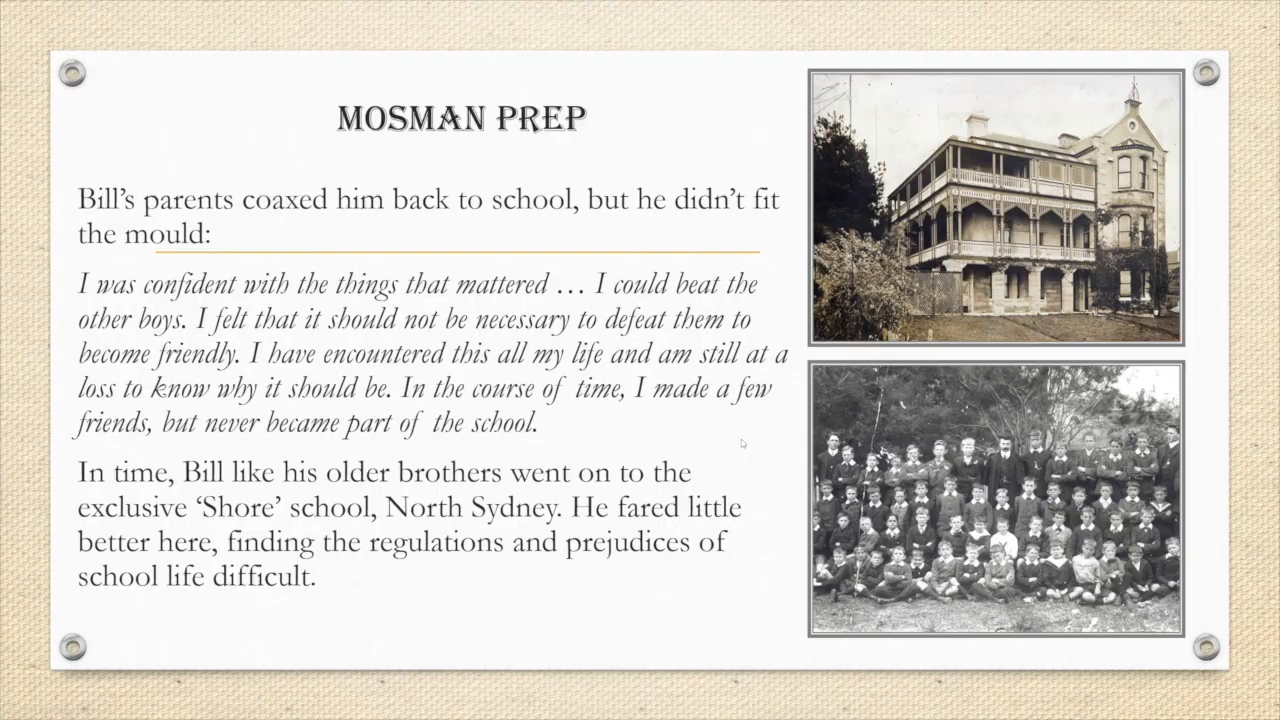 MOSMAN PREP
Bill’s parents coaxed him back to school, but he didn’t fit
the mould:
I was confident with the things that mattered … I could beat the
other boys. I felt that it should not be necessary to defeat them to
become friendly. I have encountered this all my life and am still at a
loss to know why it should be. In the course of time, I made a few
friends, but never became part of the school.
In time, Bill like his older brothers went on to the
exclusive ‘Shore’ school, North Sydney. He fared little
better here, finding the regulations and prejudices of
school life difficult.